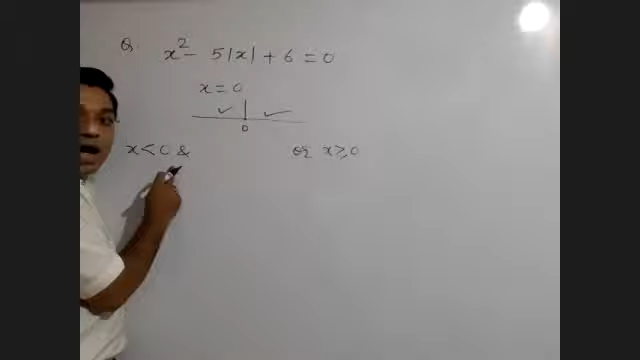 Q. x² - 5|x| + 6 = 0
x = 0
0
x < 0 & or x ≥ 0